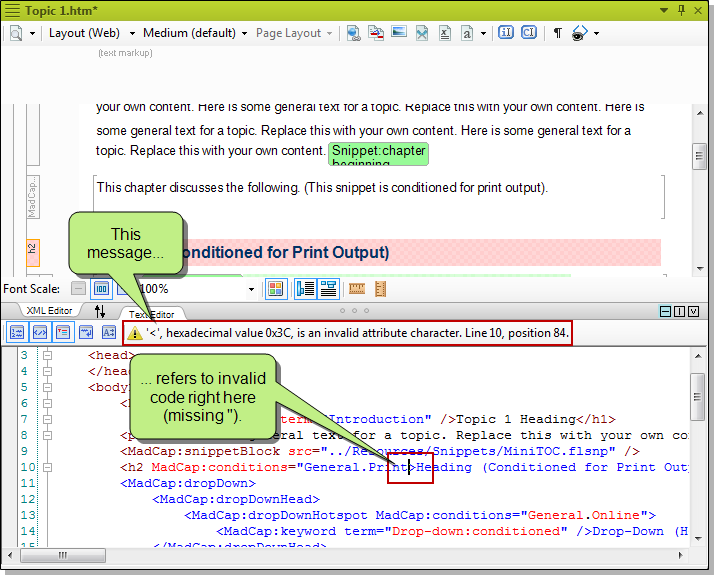 Topic 1.htm*
Layout (Web) Medium (default) Page Layout
(text markup)
your own content. Here is some general text for a topic. Replace this with your own content. Here is
some general text for a topic. Replace this with your own content. Here is some general text for a
topic. Replace this with your own content. Snippet:chapter
beginning
MadCap...
This chapter discusses the following. (This snippet is conditioned for print output).
This
message...
h2
onditioned for Print Output)
Font Scale: 100%
XML Editor Text Editor
'<', hexadecimal value 0x3C, is an invalid attribute character. Line 10, position 84.
... refers to invalid
code right here
(missing ").
3 <head>
4 </head>
5 <body>
6 <h
7 term="Introduction" />Topic 1 Heading</h1>
8 <p eral text for a topic. Replace this with your own con
9 <MadCap:snippetBlock src="../Resources/Snippets/MiniTOC.flsnp" />
10 <h2 MadCap:conditions="General.Print>Heading (Conditioned for Print Outp
11 <MadCap:dropDown>
12 <MadCap:dropDownHead>
13 <MadCap:dropDownHotspot MadCap:conditions="General.Online">
14 <MadCap:keyword term="Drop-down:conditioned" />Drop-Down (H
15 </MadCap:dropDownHead>